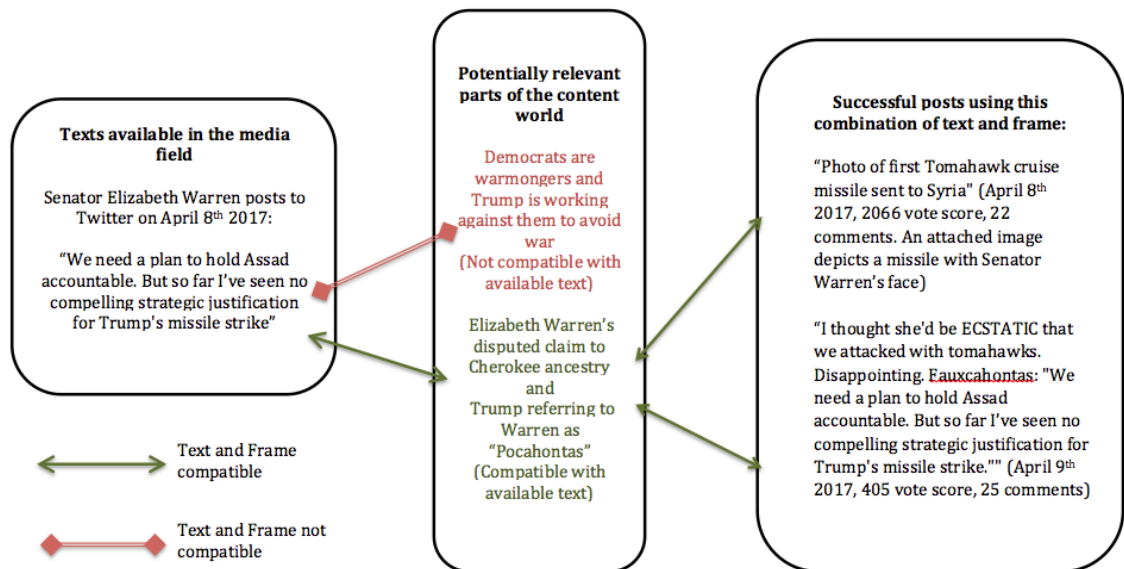 Texts available in the media
field
Senator Elizabeth Warren posts to
Twitter on April 8th 2017:
“We need a plan to hold Assad
accountable. But so far I’ve seen no
compelling strategic justification
for Trump's missile strike”
Text and Frame
compatible
Text and Frame not
compatible
Potentially relevant
parts of the content
world
Democrats are
warmongers and
Trump is working
against them to avoid
war
(Not compatible with
available text)
Elizabeth Warren’s
disputed claim to
Cherokee ancestry
and
Trump referring to
Warren as
“Pocahontas”
(Compatible with
available text)
Successful posts using this
combination of text and frame:
“Photo of first Tomahawk cruise
missile sent to Syria" (April 8th
2017, 2066 vote score, 22
comments. An attached image
depicts a missile with Senator
Warren’s face)
“I thought she'd be ECSTATIC that
we attacked with tomahawks.
Disappointing. Eauxcahontas: "We
need a plan to hold Assad
accountable. But so far I’ve seen no
compelling strategic justification for
Trump's missile strike."" (April 9th
2017, 405 vote score, 25 comments)